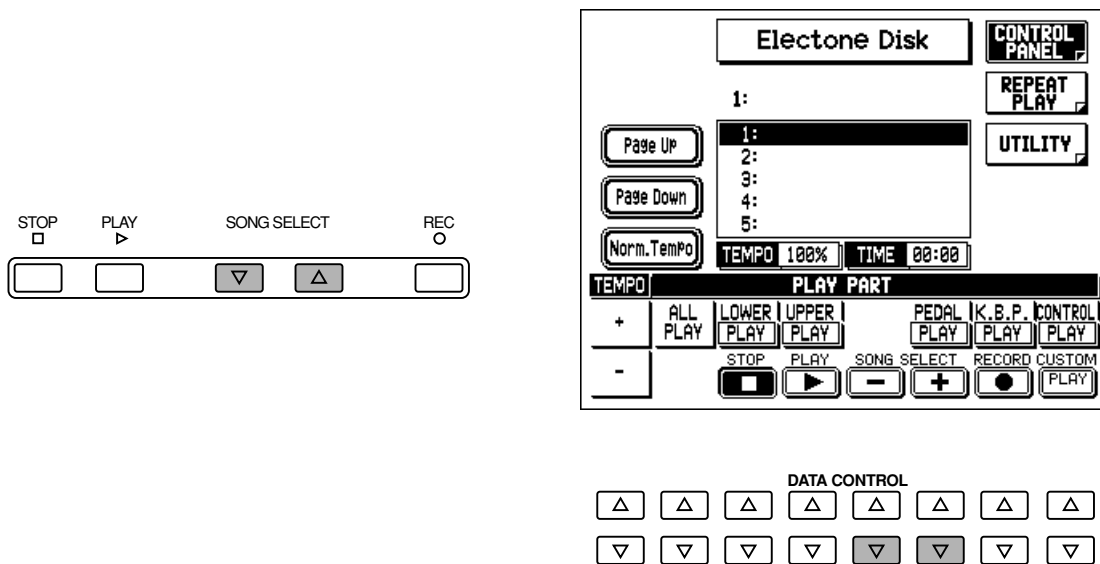 STOP PLAY SONG SELECT REC
Electone Disk
CONTROL
PANEL
1:
REPEAT
PLAY
UTILITY
Page Up
Page Down
Norm.Tempo
1:
2:
3:
4:
5:
TEMPO 100% TIME 00:00
TEMPO PLAY PART
+
-
ALL
PLAY
LOWER UPPER PEDAL K.B.P. CONTROL
PLAY PLAY PLAY PLAY PLAY
STOP PLAY SONG SELECT RECORD CUSTOM
- + PLAY
DATA CONTROL